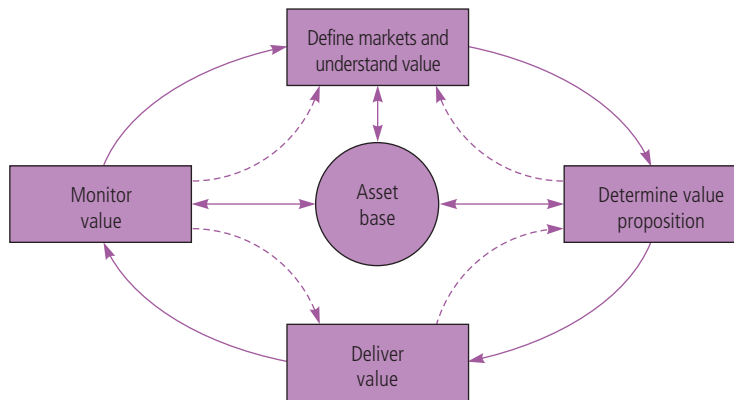 Define markets and
understand value
Monitor
value
Asset
base
Determine value
proposition
Deliver
value